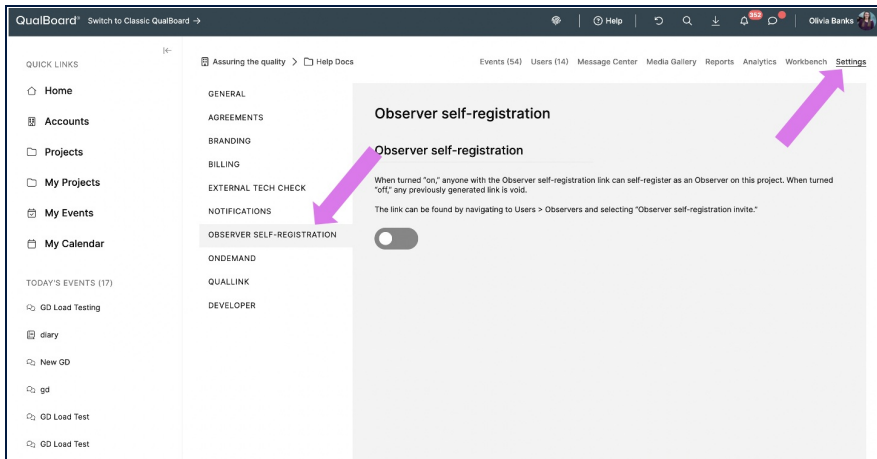 QualBoard® Switch to Classic QualBoard →
Help
352
Olivia Banks
QUICK LINKS
Home
Accounts
Projects
My Projects
My Events
My Calendar
TODAY'S EVENTS (17)
GD Load Testing
diary
New GD
gd
GD Load Test
GD Load Test
Assuring the quality > Help Docs
Events (54) Users (14) Message Center Media Gallery Reports Analytics Workbench Settings
GENERAL
AGREEMENTS
BRANDING
BILLING
EXTERNAL TECH CHECK
NOTIFICATIONS
OBSERVER SELF-REGISTRATION
ONDEMAND
QUALLINK
DEVELOPER
Observer self-registration
Observer self-registration
When turned "on," anyone with the Observer self-registration link can self-register as an Observer on this project. When turned
"off," any previously generated link is void.
The link can be found by navigating to Users > Observers and selecting "Observer self-registration invite."